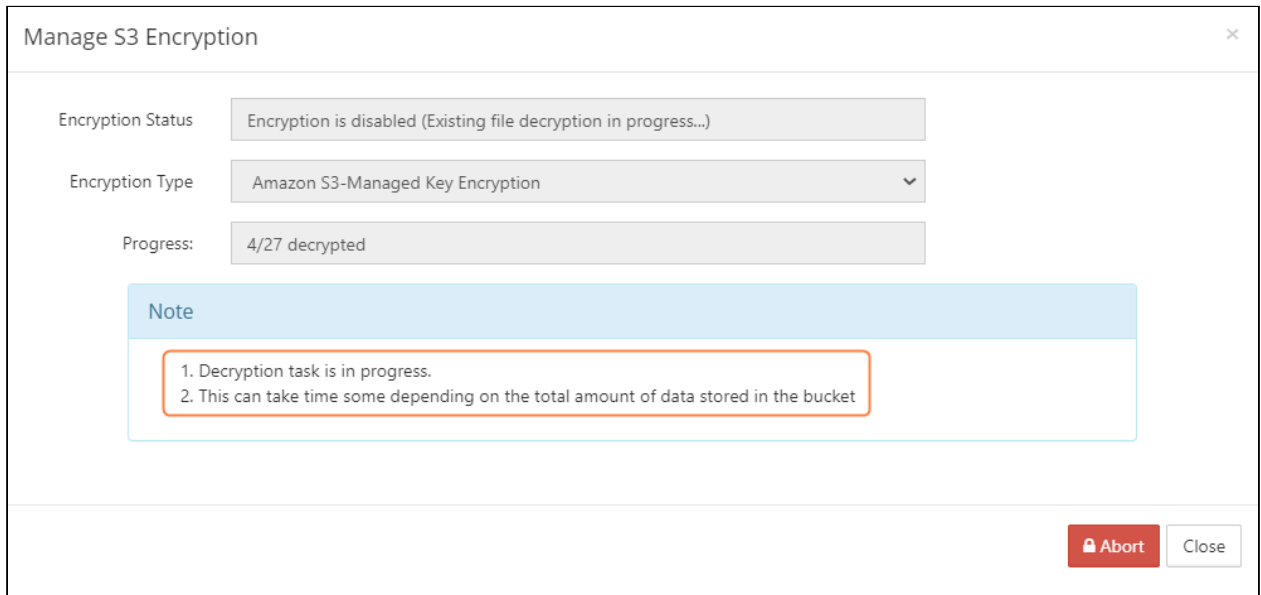 Manage S3 Encryption ×
Encryption Status Encryption is disabled (Existing file decryption in progress...)
Encryption Type Amazon S3-Managed Key Encryption
Progress: 4/27 decrypted
Note
1. Decryption task is in progress.
2. This can take time some depending on the total amount of data stored in the bucket
Abort Close